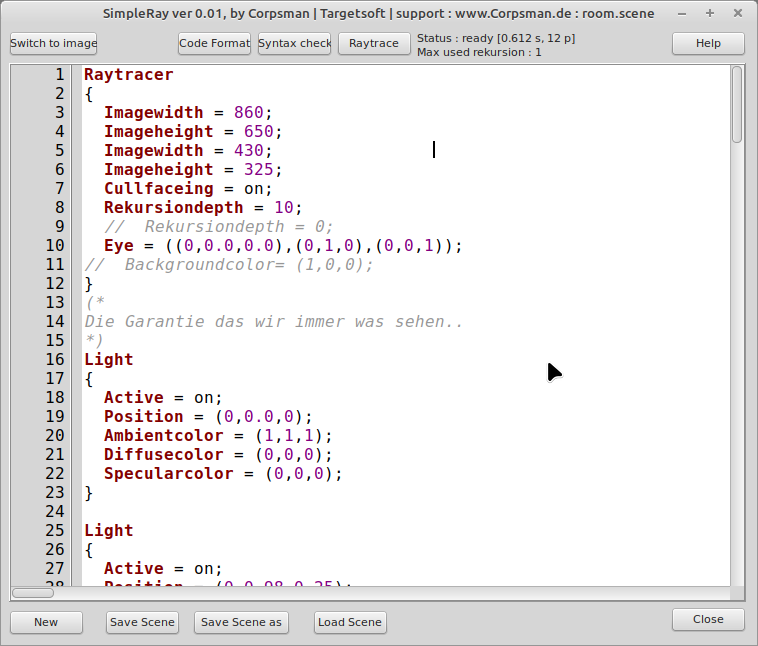 SimpleRay ver 0.01, by Corpsman | Targetsoft | support : www.Corpsman.de : room.scene
Switch to image
Code Format
Syntax check
Raytrace
Status : ready [0.612 s, 12 p]
Max used rekursion : 1
Help
1 Raytracer
2 {
3 Imagewidth = 860;
4 Imageheight = 650;
5 Imagewidth = 430;
6 Imageheight = 325;
7 Cullfaceing = on;
8 Rekursiondepth = 10;
9 // Rekursiondepth = 0;
10 Eye = ((0,0.0,0.0),(0,1,0),(0,0,1));
11 // Backgroundcolor= (1,0,0);
12 }
13 (*
14 Die Garantie das wir immer was sehen..
15 *)
16 Light
17 {
18 Active = on;
19 Position = (0,0.0,0);
20 Ambientcolor = (1,1,1);
21 Diffusecolor = (0,0,0);
22 Specularcolor = (0,0,0);
23 }
24
25 Light
26 {
27 Active = on;
28 Position = (0,0.98,0.25);
New
Save Scene
Save Scene as
Load Scene
Close